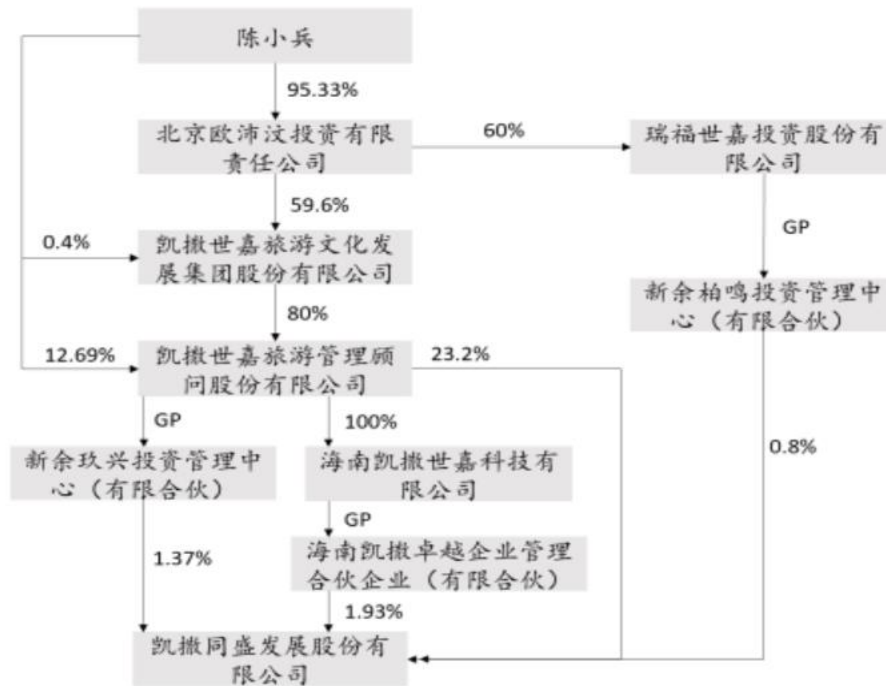 陈小兵
95.33%
北京欧沛汶投资有限
责任公司
60%
瑞福世嘉投资股份有
限公司
59.6%
GP
0.4%
凯撒世嘉旅游文化发
展集团股份有限公司
新余柏鸣投资管理中
心（有限合伙）
80%
12.69%
凯撒世嘉旅游管理顾
问股份有限公司
23.2%
GP
100%
新余玖兴投资管理中
心（有限合伙）
海南凯撒世嘉科技有
限公司
0.8%
GP
1.37%
海南凯撒卓越企业管理
合伙企业（有限合伙）
1.93%
凯撒同盛发展股份有
限公司